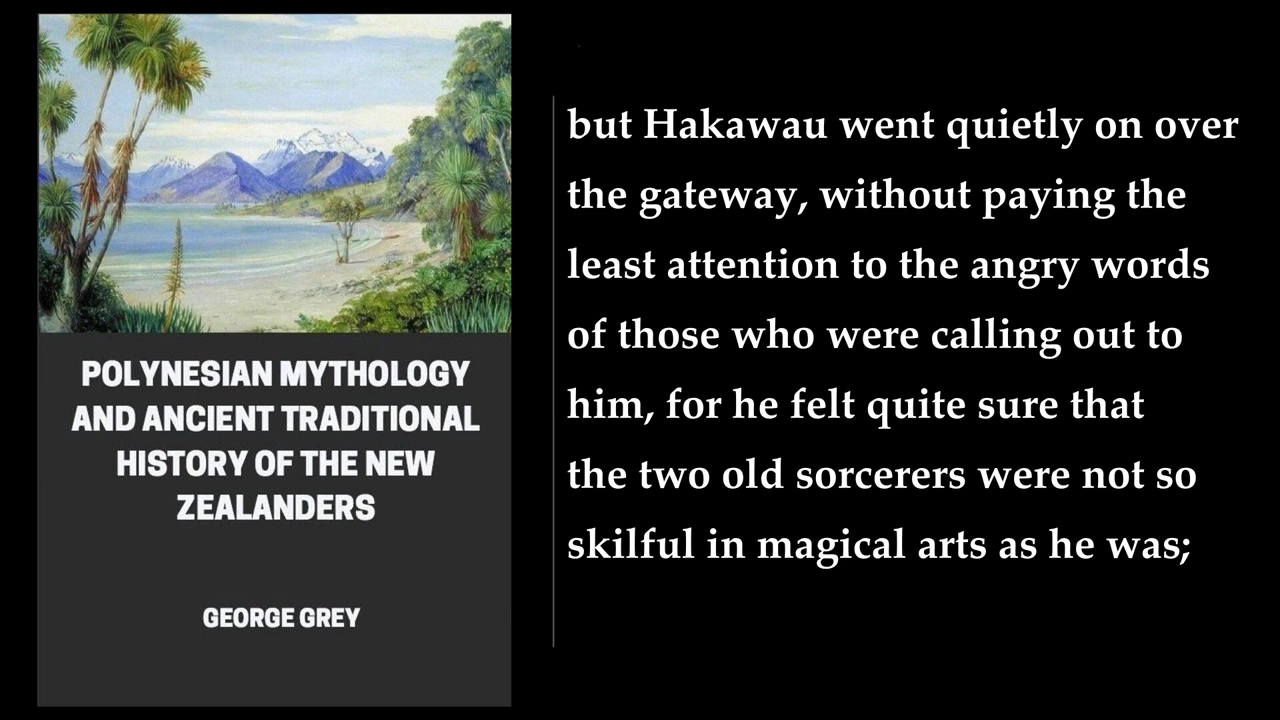 POLYNESIAN MYTHOLOGY
AND ANCIENT TRADITIONAL
HISTORY OF THE NEW
ZEALANDERS
GEORGE GREY
but Hakawau went quietly on over
the gateway, without paying the
least attention to the angry words
of those who were calling out to
him, for he felt quite sure that
the two old sorcerers were not so
skilful in magical arts as he was;